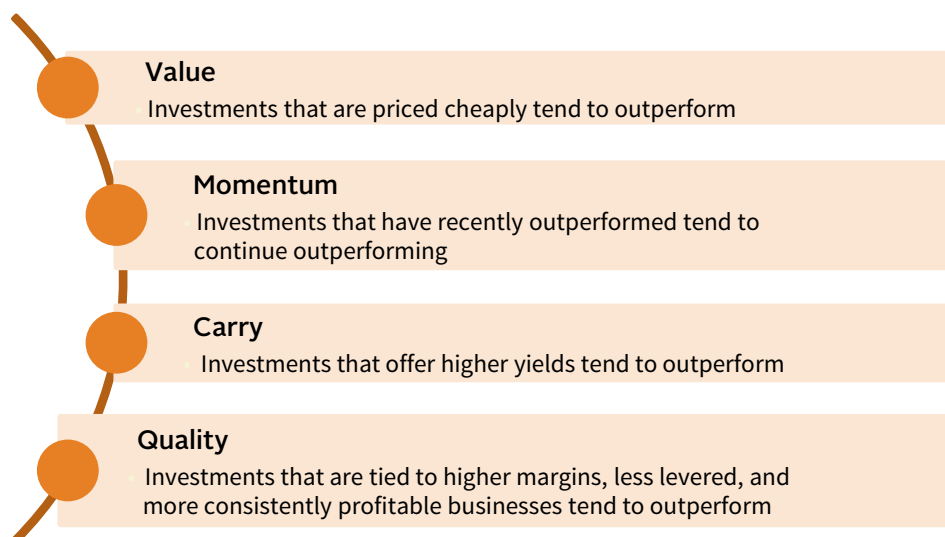 Value
Investments that are priced cheaply tend to outperform
Momentum
Investments that have recently outperformed tend to
continue outperforming
Carry
Investments that offer higher yields tend to outperform
Quality
Investments that are tied to higher margins, less levered, and
more consistently profitable businesses tend to outperform